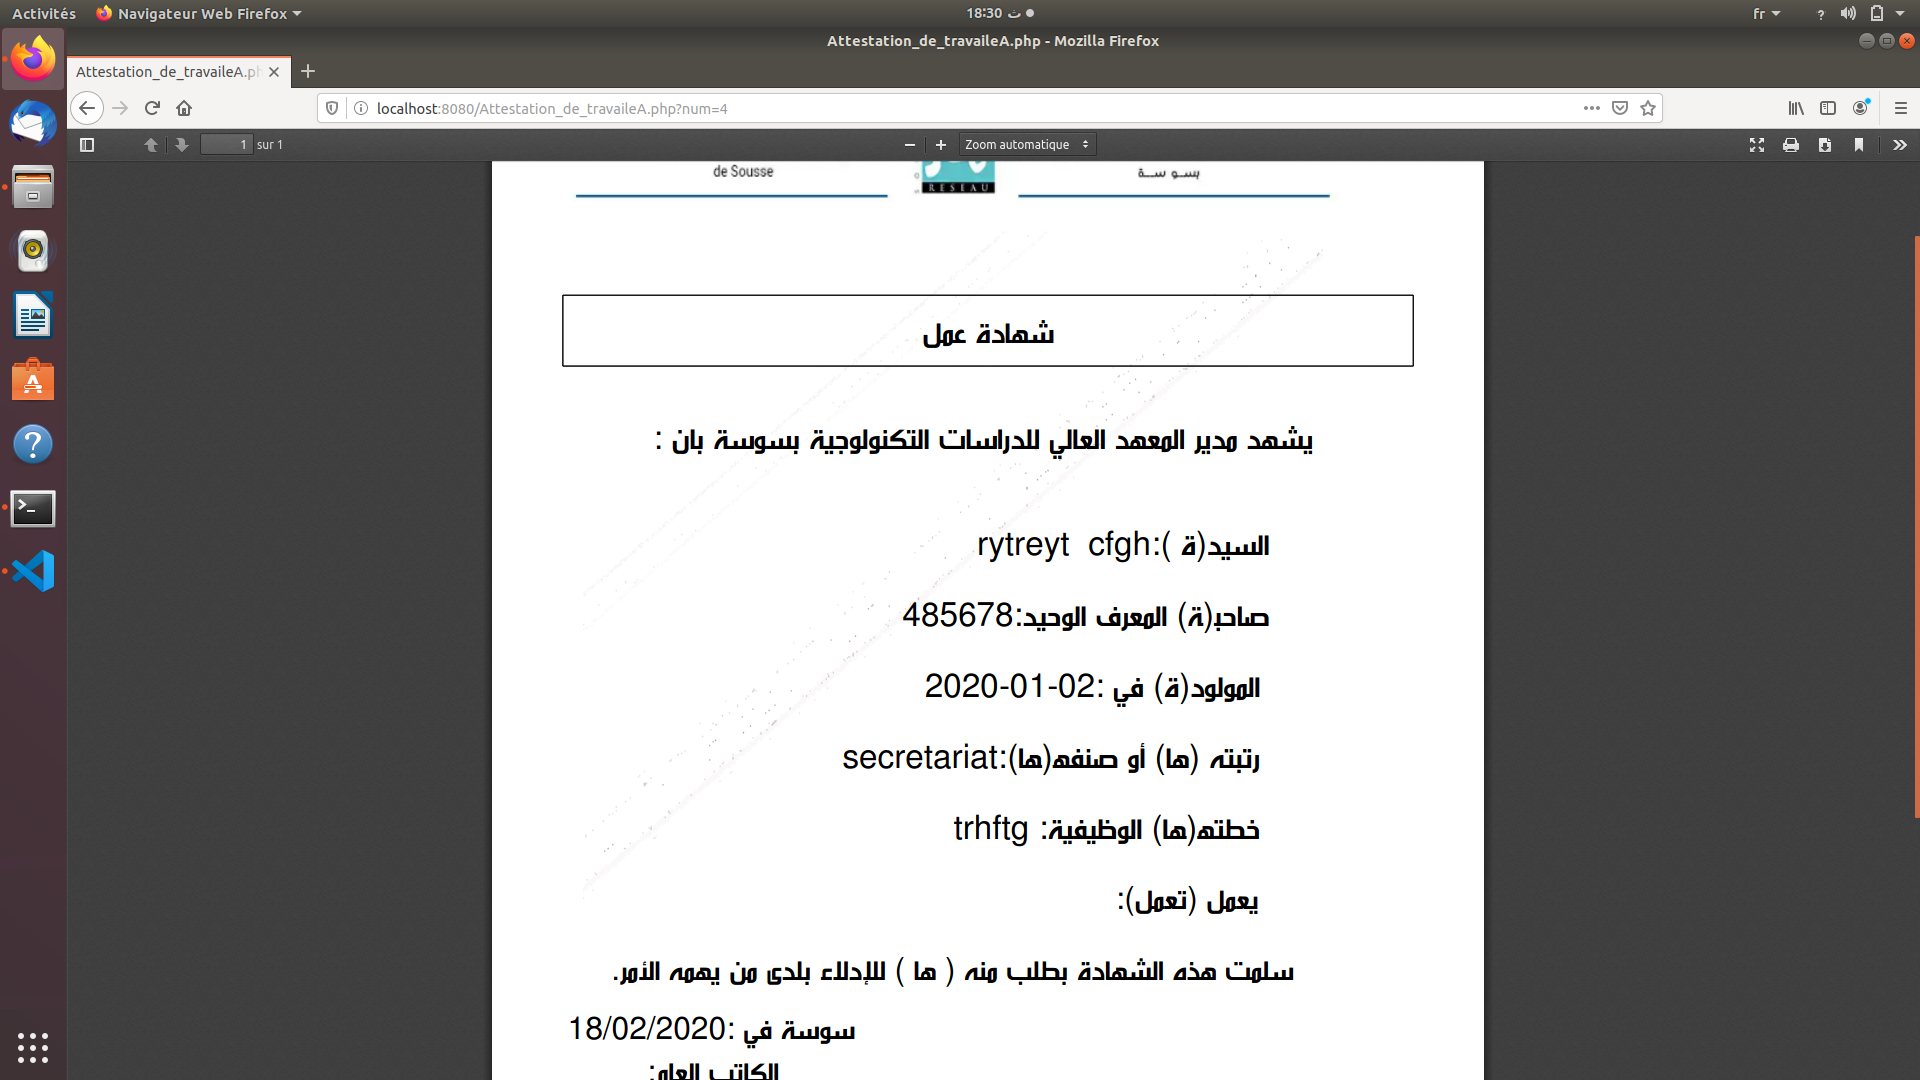 Activités
Navigateur Web Firefox
ث 18:30
fr
Attestation_de_travaileA.php - Mozilla Firefox
Attestation_de_travaileA.ph
localhost:8080/Attestation_de_travaileA.php?num=4
1 sur 1
Zoom automatique
de Sousse
RESEAU
بسوسة
شهادة عمل
يشهد مدير المعهد العالي للدراسات التكنولوجية بسوسة بان :
السيد(ة ):rytreyt cfgh
صاحب(ة) المعرف الوحيد:485678
المولود(ة) في :2020-01-02
رتبته (ها) أو صنفه(ها):secretariat
خطته(ها) الوظيفية: trhftg
يعمل (تعمل):
سلمت هذه الشهادة بطلب منه ( ها ) للإدلاء بلدى من يهمه الأمر.
سوسة في :18/02/2020
الكاتب العام: